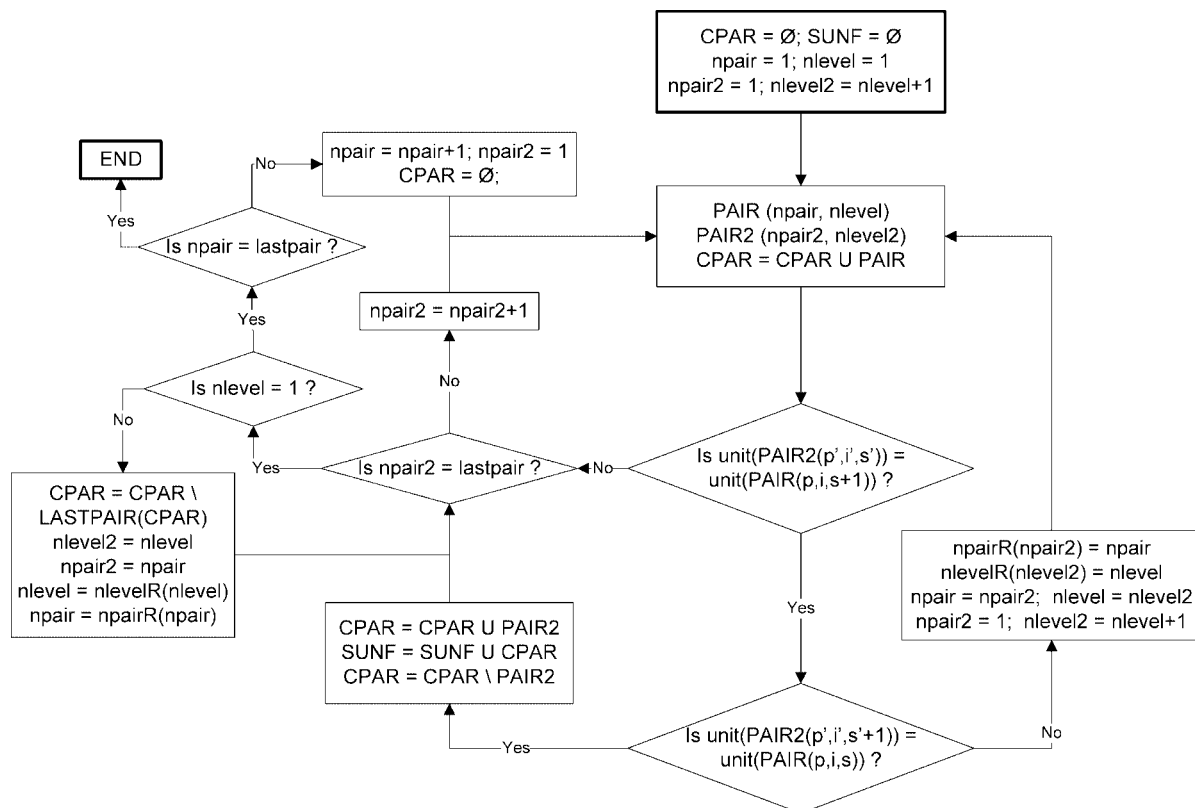 CPAR = Ø; SUNF = Ø
npair = 1; nlevel = 1
npair2 = 1; nlevel2 = nlevel+1
END
Yes
No
npair = npair+1; npair2 = 1
CPAR = Ø;
PAIR (npair, nlevel)
PAIR2 (npair2, nlevel2)
CPAR = CPAR U PAIR
Is npair = lastpair ?
npair2 = npair2+1
Yes
Is nlevel = 1 ?
No
No
Yes
Is npair2 = lastpair ?
No
Is unit(PAIR2(p',i',s')) =
unit(PAIR(p,i,s+1)) ?
CPAR = CPAR \
LASTPAIR(CPAR)
nlevel2 = nlevel
npair2 = npair
nlevel = nlevelR(nlevel)
npair = npairR(npair)
npairR(npair2) = npair
nlevelR(nlevel2) = nlevel
npair = npair2; nlevel = nlevel2
npair2 = 1; nlevel2 = nlevel+1
Yes
CPAR = CPAR U PAIR2
SUNF = SUNF U CPAR
CPAR = CPAR \ PAIR2
Yes
Is unit(PAIR2(p',i',s'+1)) =
unit(PAIR(p,i,s)) ?
No